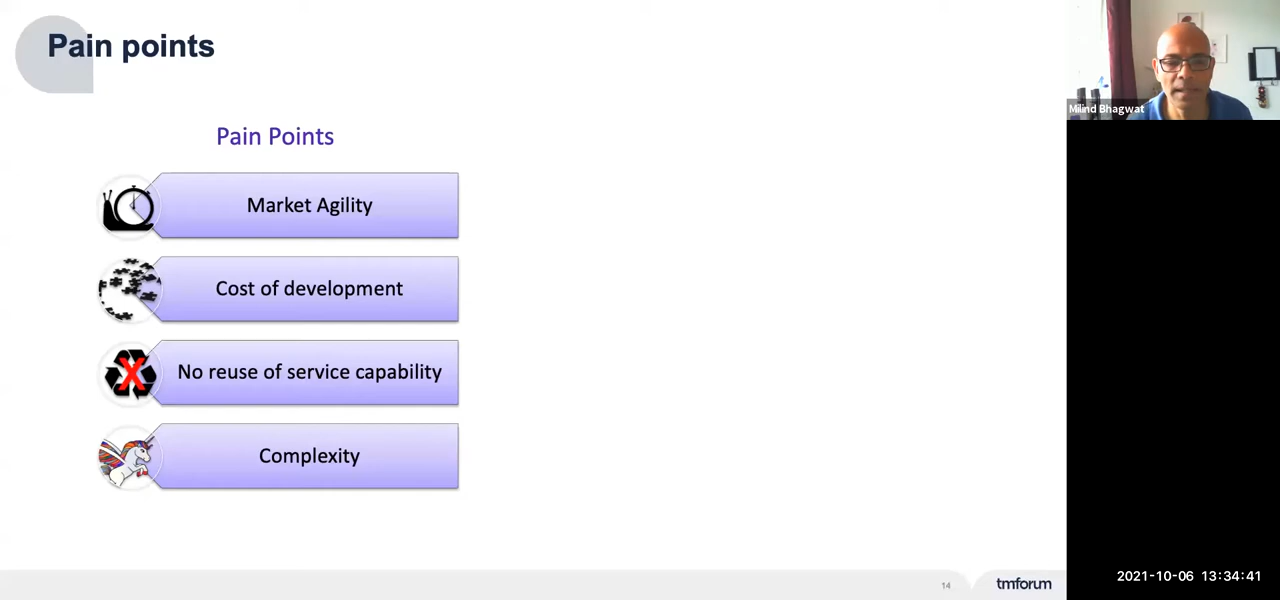 Pain points
Pain Points
Market Agility
Cost of development
No reuse of service capability
Complexity
14
tmforum
Milind Bhagwat
2021-10-06 13:34:41